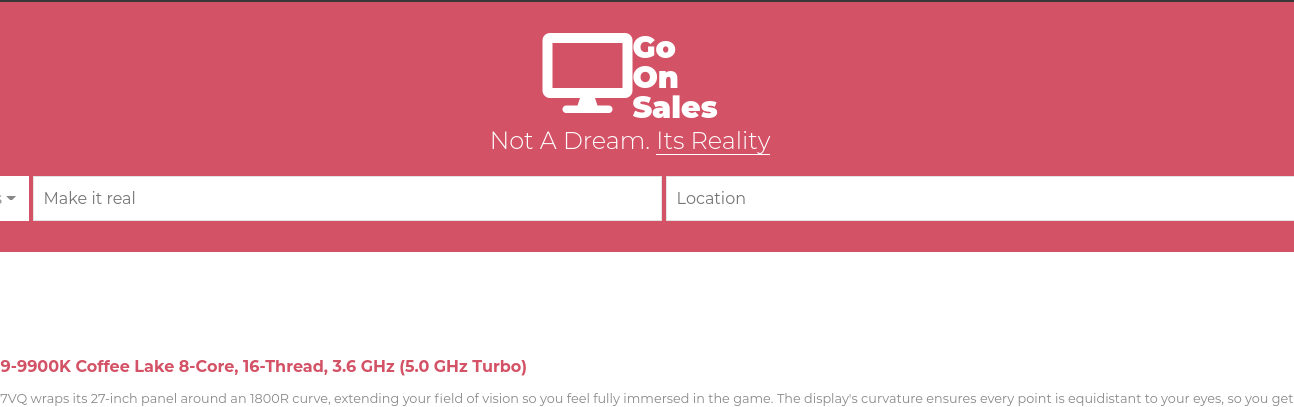 Go
On
Sales
Not A Dream. Its Reality
Make it real
Location
9-9900K Coffee Lake 8-Core, 16-Thread, 3.6 GHz (5.0 GHz Turbo)
7VQ wraps its 27-inch panel around an 1800R curve, extending your field of vision so you feel fully immersed in the game. The display's curvature ensures every point is equidistant to your eyes, so you get